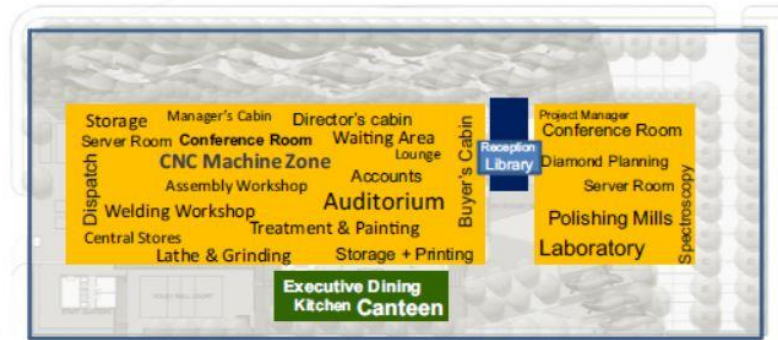 Storage
Manager's Cabin
Director's cabin
Server Room
Conference Room
Waiting Area
Lounge
CNC Machine Zone
Accounts
Assembly Workshop
Auditorium
Dispatch
Welding Workshop
Treatment & Painting
Central Stores
Lathe & Grinding
Storage + Printing
Buyer's Cabin
Reception
Library
Project Manager
Conference Room
Diamond Planning
Server Room
Polishing Mills
Laboratory
Spectroscopy
Executive Dining
Kitchen Canteen